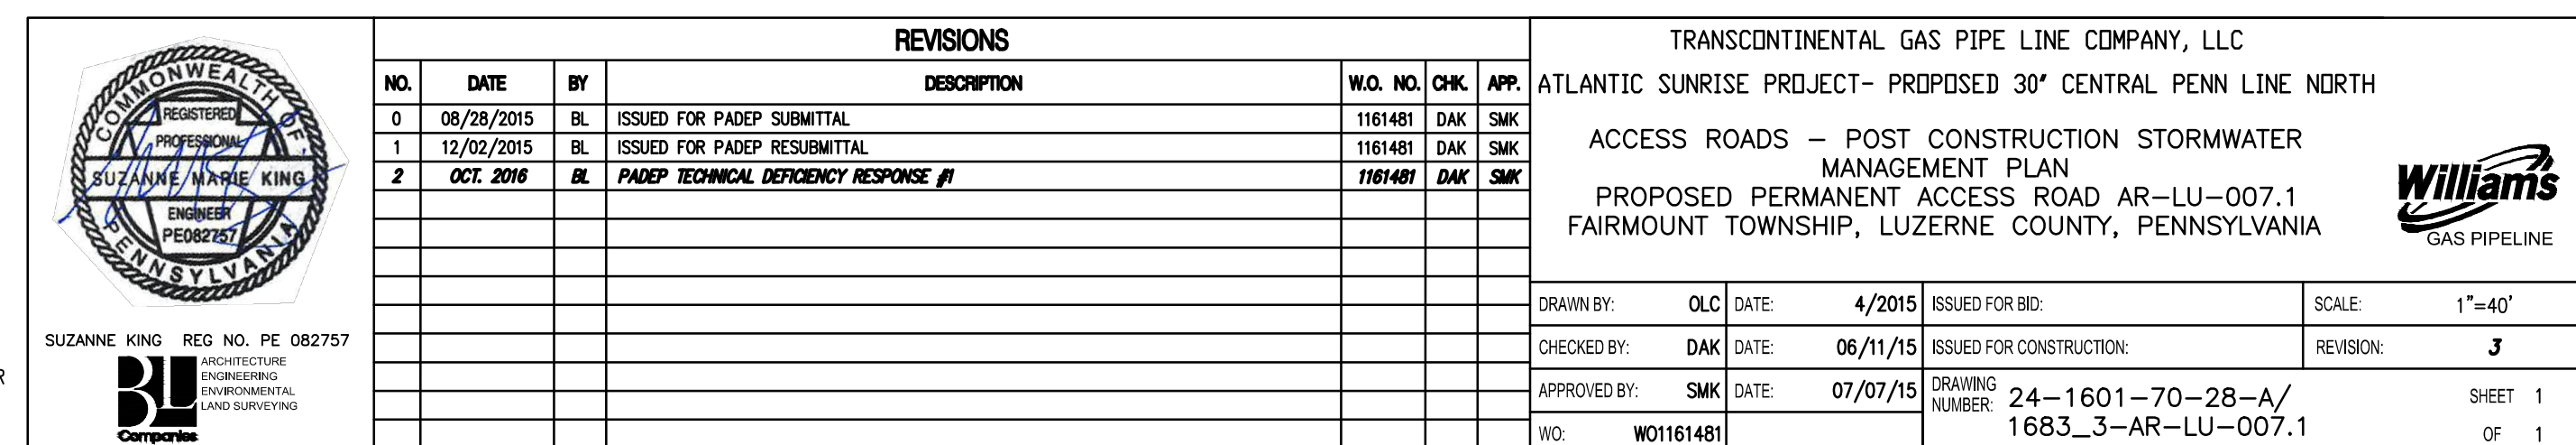 COMMONWEALTH OF
PENNSYLVANIA
REGISTERED
PROFESSIONAL
SUZANNE MARIE KING
ENGINEER
PE082757
SUZANNE KING REG NO. PE 082757
BL
Companies
ARCHITECTURE
ENGINEERING
ENVIRONMENTAL
LAND SURVEYING
R
REVISIONS
NO. DATE BY DESCRIPTION W.O. NO. CHK. APP.
0 08/28/2015 BL ISSUED FOR PADEP SUBMITTAL 1161481 DAK SMK
1 12/02/2015 BL ISSUED FOR PADEP RESUBMITTAL 1161481 DAK SMK
2 OCT. 2016 BL PADEP TECHNICAL DEFICIENCY RESPONSE #1 1161481 DAK SMK
TRANSCONTINENTAL GAS PIPE LINE COMPANY, LLC
ATLANTIC SUNRISE PROJECT- PROPOSED 30" CENTRAL PENN LINE NORTH
ACCESS ROADS – POST CONSTRUCTION STORMWATER
MANAGEMENT PLAN
PROPOSED PERMANENT ACCESS ROAD AR–LU–007.1
FAIRMOUNT TOWNSHIP, LUZERNE COUNTY, PENNSYLVANIA
Williams
GAS PIPELINE
DRAWN BY: OLC DATE: 4/2015 ISSUED FOR BID: SCALE: 1"=40'
CHECKED BY: DAK DATE: 06/11/15 ISSUED FOR CONSTRUCTION: REVISION: 3
APPROVED BY: SMK DATE: 07/07/15 DRAWING NUMBER: 24–1601–70–28–A/ SHEET 1
WO: WO1161481 1683_3–AR–LU–007.1 OF 1